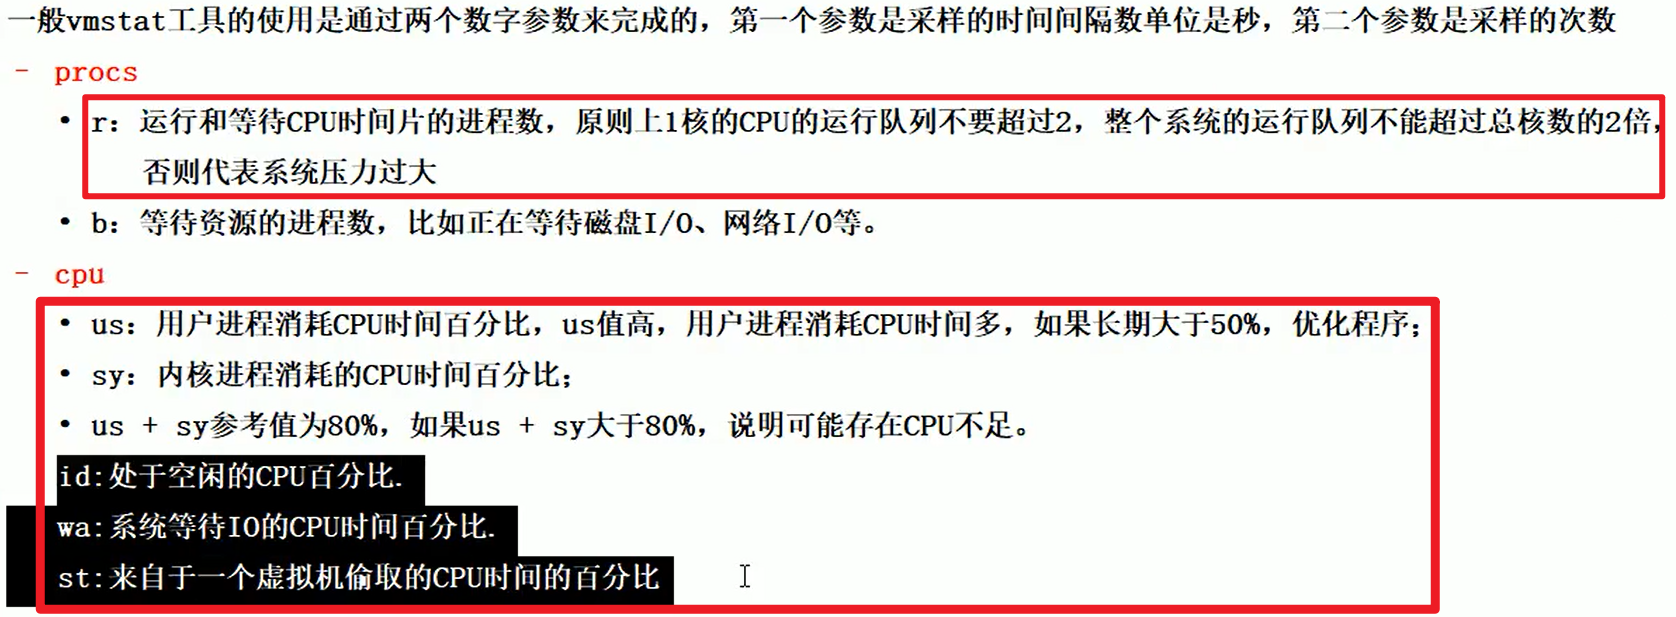 一般vmstat工具的使用是通过两个数字参数来完成的，第一个参数是采样的时间间隔数单位是秒，第二个参数是采样的次数
- procs
• r：运行和等待CPU时间片的进程数，原则上1核的CPU的运行队列不要超过2，整个系统的运行队列不能超过总核数的2倍，
否则代表系统压力过大
• b：等待资源的进程数，比如正在等待磁盘I/O、网络I/O等。
- cpu
• us：用户进程消耗CPU时间百分比，us值高，用户进程消耗CPU时间多，如果长期大于50%，优化程序；
• sy：内核进程消耗的CPU时间百分比；
• us + sy参考值为80%，如果us + sy大于80%，说明可能存在CPU不足。
id:处于空闲的CPU百分比.
wa:系统等待IO的CPU时间百分比.
st:来自于一个虚拟机偷取的CPU时间的百分比